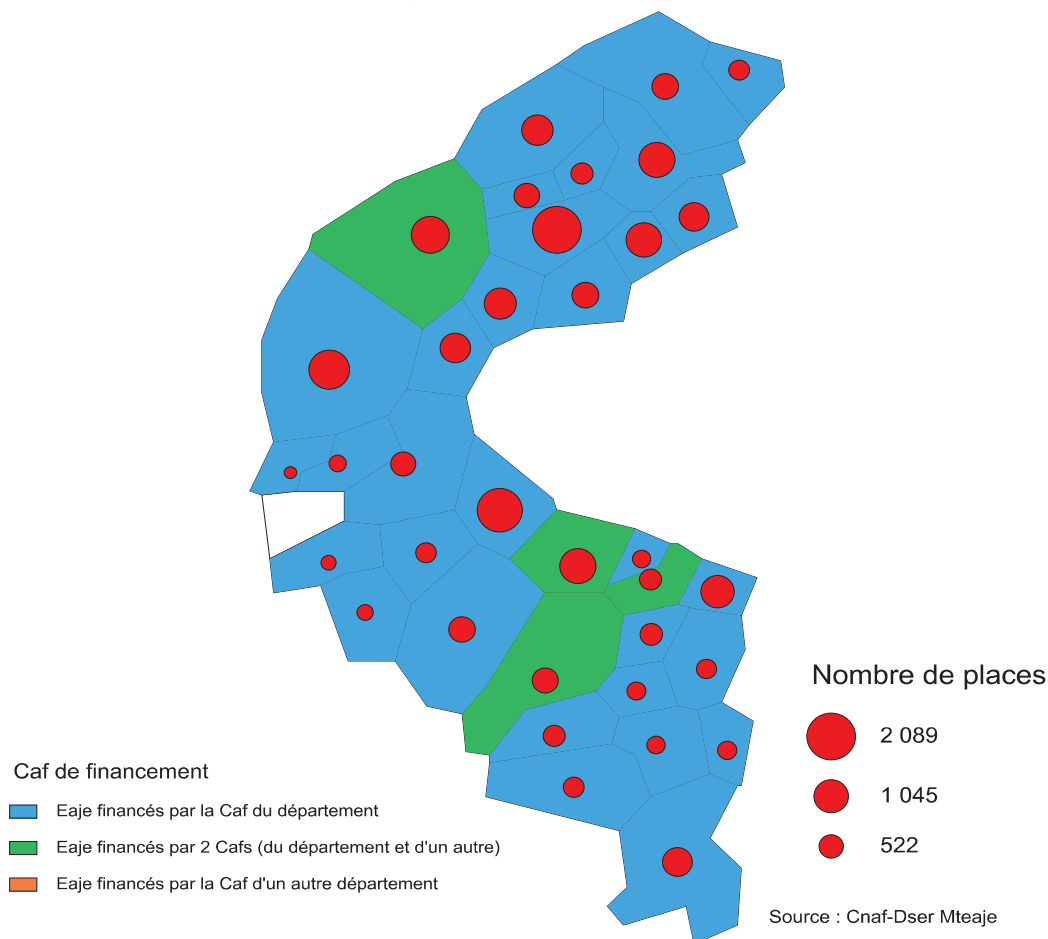 Nombre de places
2 089
1 045
522
Caf de financement
Eaje financés par la Caf du département
Eaje financés par 2 Cafs (du département et d'un autre)
Eaje financés par la Caf d'un autre département
Source : Cnaf-Dser Mteaje